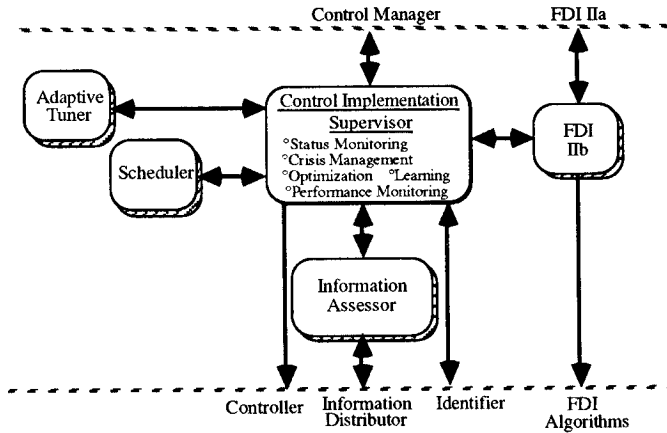 Control Manager
FDI IIa
Adaptive
Tuner
Control Implementation
Supervisor
°Status Monitoring
°Crisis Management
°Optimization °Learning
°Performance Monitoring
FDI
IIb
Scheduler
Information
Assessor
Controller
Information
Distributor
Identifier
FDI
Algorithms